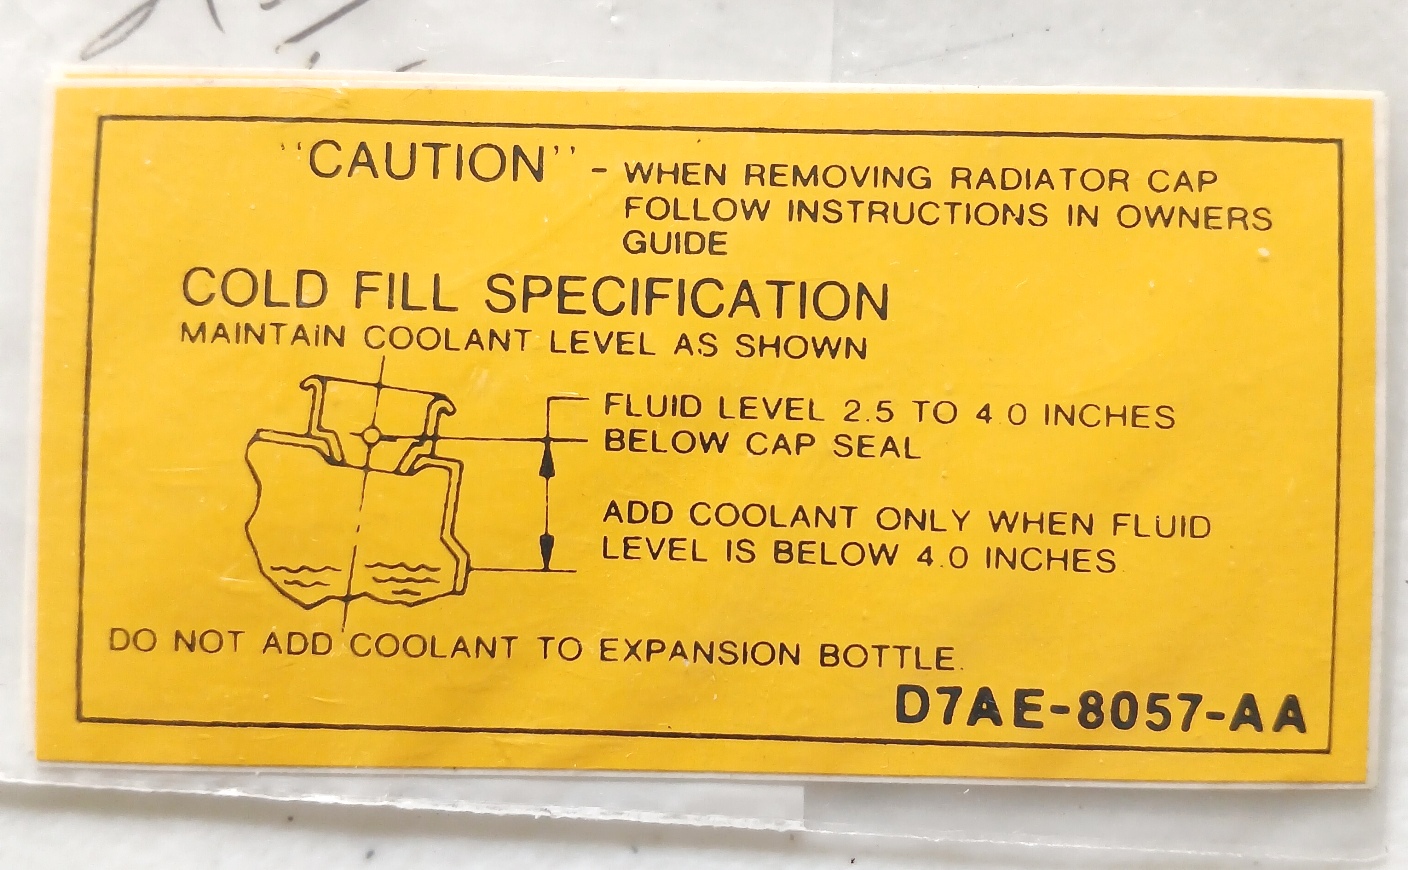 "CAUTION" - WHEN REMOVING RADIATOR CAP
FOLLOW INSTRUCTIONS IN OWNERS
GUIDE
COLD FILL SPECIFICATION
MAINTAIN COOLANT LEVEL AS SHOWN
FLUID LEVEL 2.5 TO 4.0 INCHES
BELOW CAP SEAL
ADD COOLANT ONLY WHEN FLUID
LEVEL IS BELOW 4.0 INCHES.
DO NOT ADD COOLANT TO EXPANSION BOTTLE.
D7AE-8057-AA